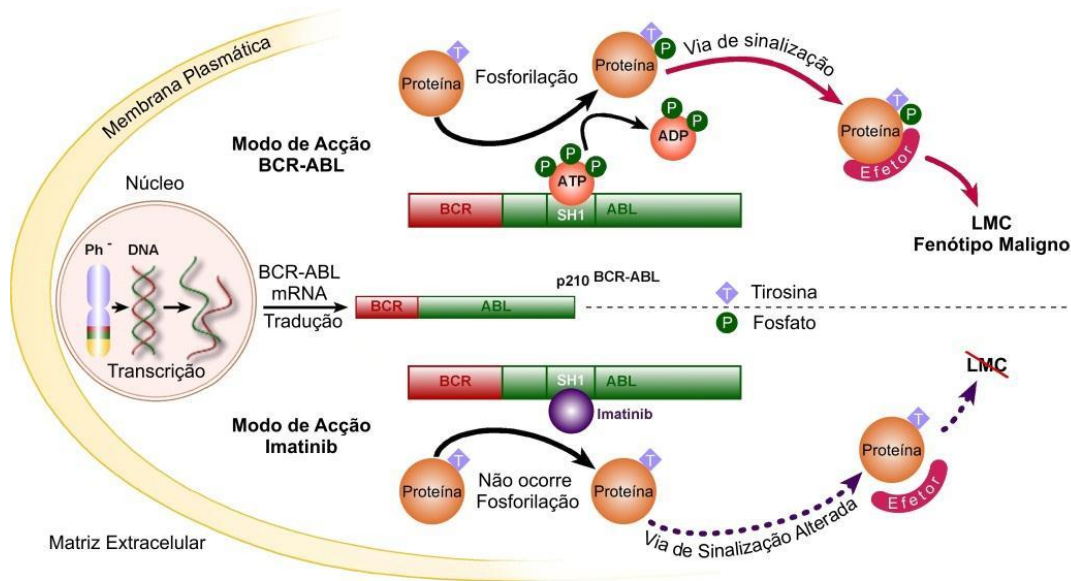 Membrana Plasmática
Proteína
T
Fosforilação
Proteína
T
P
Via de sinalização
P
P
ADP
Proteína
T
P
Efetor
Modo de Acção
BCR-ABL
P
P
P
ATP
BCR
SH1
ABL
LMC
Fenótipo Maligno
Núcleo
Ph -
DNA
Transcrição
BCR-ABL
mRNA
Tradução
p210 BCR-ABL
BCR
ABL
T
Tirosina
P
Fosfato
BCR
SH1
ABL
Imatinib
LMC
Modo de Acção
Imatinib
Proteína
T
Não ocorre
Fosforilação
Proteína
T
Proteína
T
Efetor
Via de Sinalização Alterada
Matriz Extracelular